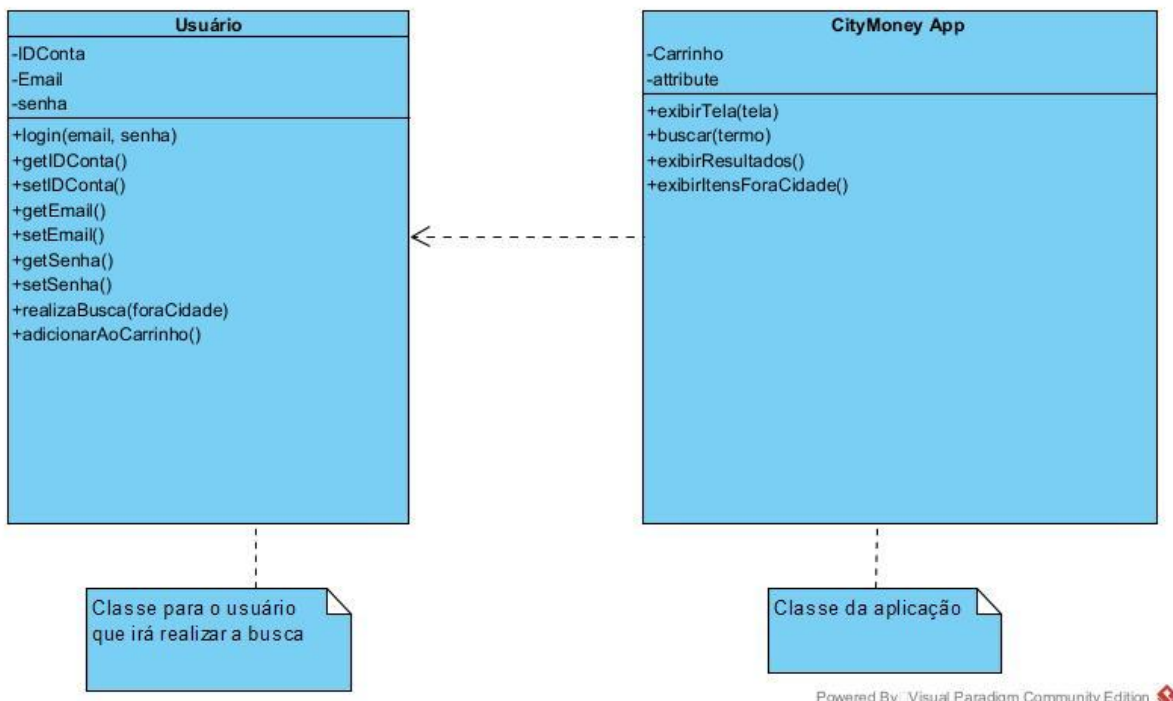 Usuário
-IDConta
-Email
-senha
+login(email, senha)
+getIDConta()
+setIDConta()
+getEmail()
+setEmail()
+getSenha()
+setSenha()
+realizaBusca(foraCidade)
+adicionarAoCarrinho()
CityMoney App
-Carrinho
-attribute
+exibirTela(tela)
+buscar(termo)
+exibirResultados()
+exibirItensForaCidade()
Classe para o usuário
que irá realizar a busca
Classe da aplicação
Powered By Visual Paradigm Community Edition